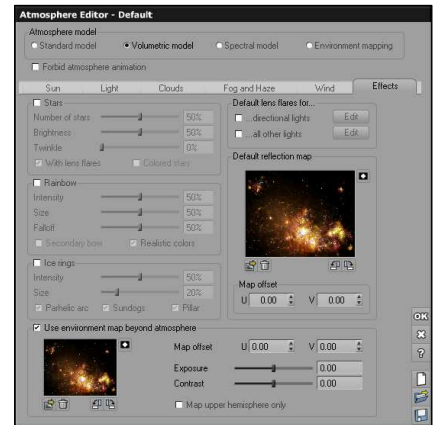 Atmosphere Editor - Default
Atmosphere model
Standard model Volumetric model Spectral model Environment mapping
Forbid atmosphere animation
Sun Light Clouds Fog and Haze Wind Effects
Stars
Number of stars 50%
Brightness 50%
Twinkle 0%
With lens flares Colored stars
Rainbow
Intensity 50%
Size 50%
Falloff 50%
Secondary bow Realistic colors
Ice rings
Intensity 50%
Size 20%
Parhelic arc Sundogs Pillar
Default lens flares for...
...directional lights Edit
...all other lights Edit
Default reflection map
Map offset
U 0.00 V 0.00
Use environment map beyond atmosphere
Map offset U 0.00 V 0.00
Exposure 0.00
Contrast 0.00
Map upper hemisphere only
OK
?